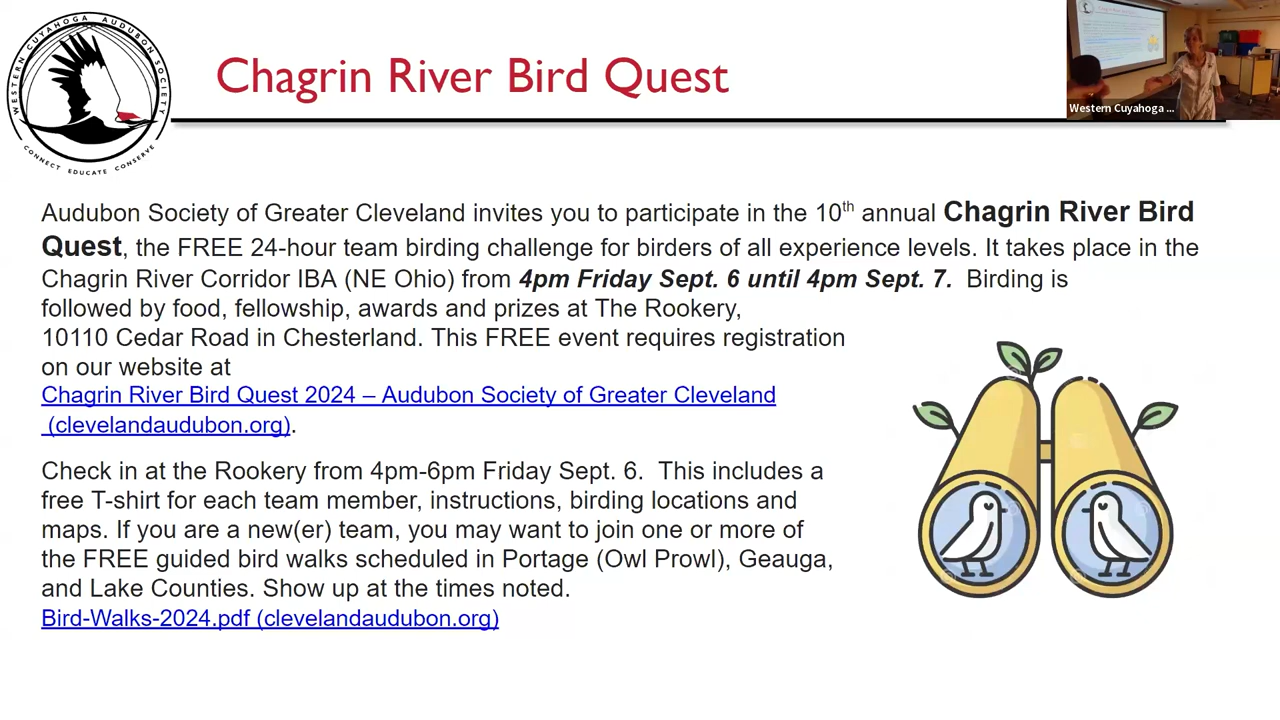 WESTERN CUYAHOGA AUDUBON SOCIETY
CONNECT EDUCATE CONSERVE
Chagrin River Bird Quest
Western Cuyahoga ...
Audubon Society of Greater Cleveland invites you to participate in the 10th annual Chagrin River Bird
Quest, the FREE 24-hour team birding challenge for birders of all experience levels. It takes place in the
Chagrin River Corridor IBA (NE Ohio) from 4pm Friday Sept. 6 until 4pm Sept. 7. Birding is
followed by food, fellowship, awards and prizes at The Rookery,
10110 Cedar Road in Chesterland. This FREE event requires registration
on our website at
Chagrin River Bird Quest 2024 – Audubon Society of Greater Cleveland
(clevelandaudubon.org).
Check in at the Rookery from 4pm-6pm Friday Sept. 6. This includes a
free T-shirt for each team member, instructions, birding locations and
maps. If you are a new(er) team, you may want to join one or more of
the FREE guided bird walks scheduled in Portage (Owl Prowl), Geauga,
and Lake Counties. Show up at the times noted.
Bird-Walks-2024.pdf (clevelandaudubon.org)